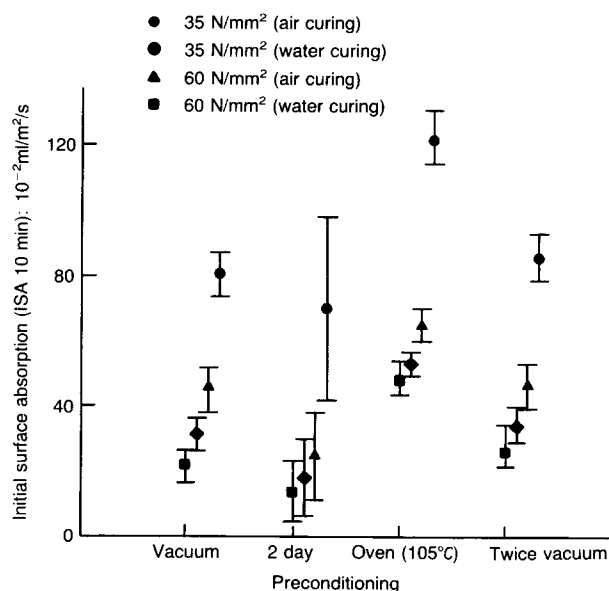 ● 35 N/mm² (air curing)
● 35 N/mm² (water curing)
▲ 60 N/mm² (air curing)
■ 60 N/mm² (water curing)
Initial surface absorption (ISA 10 min): 10⁻²ml/m²/s
120
80
40
0
Vacuum 2 day Oven (105℃) Twice vacuum
Preconditioning